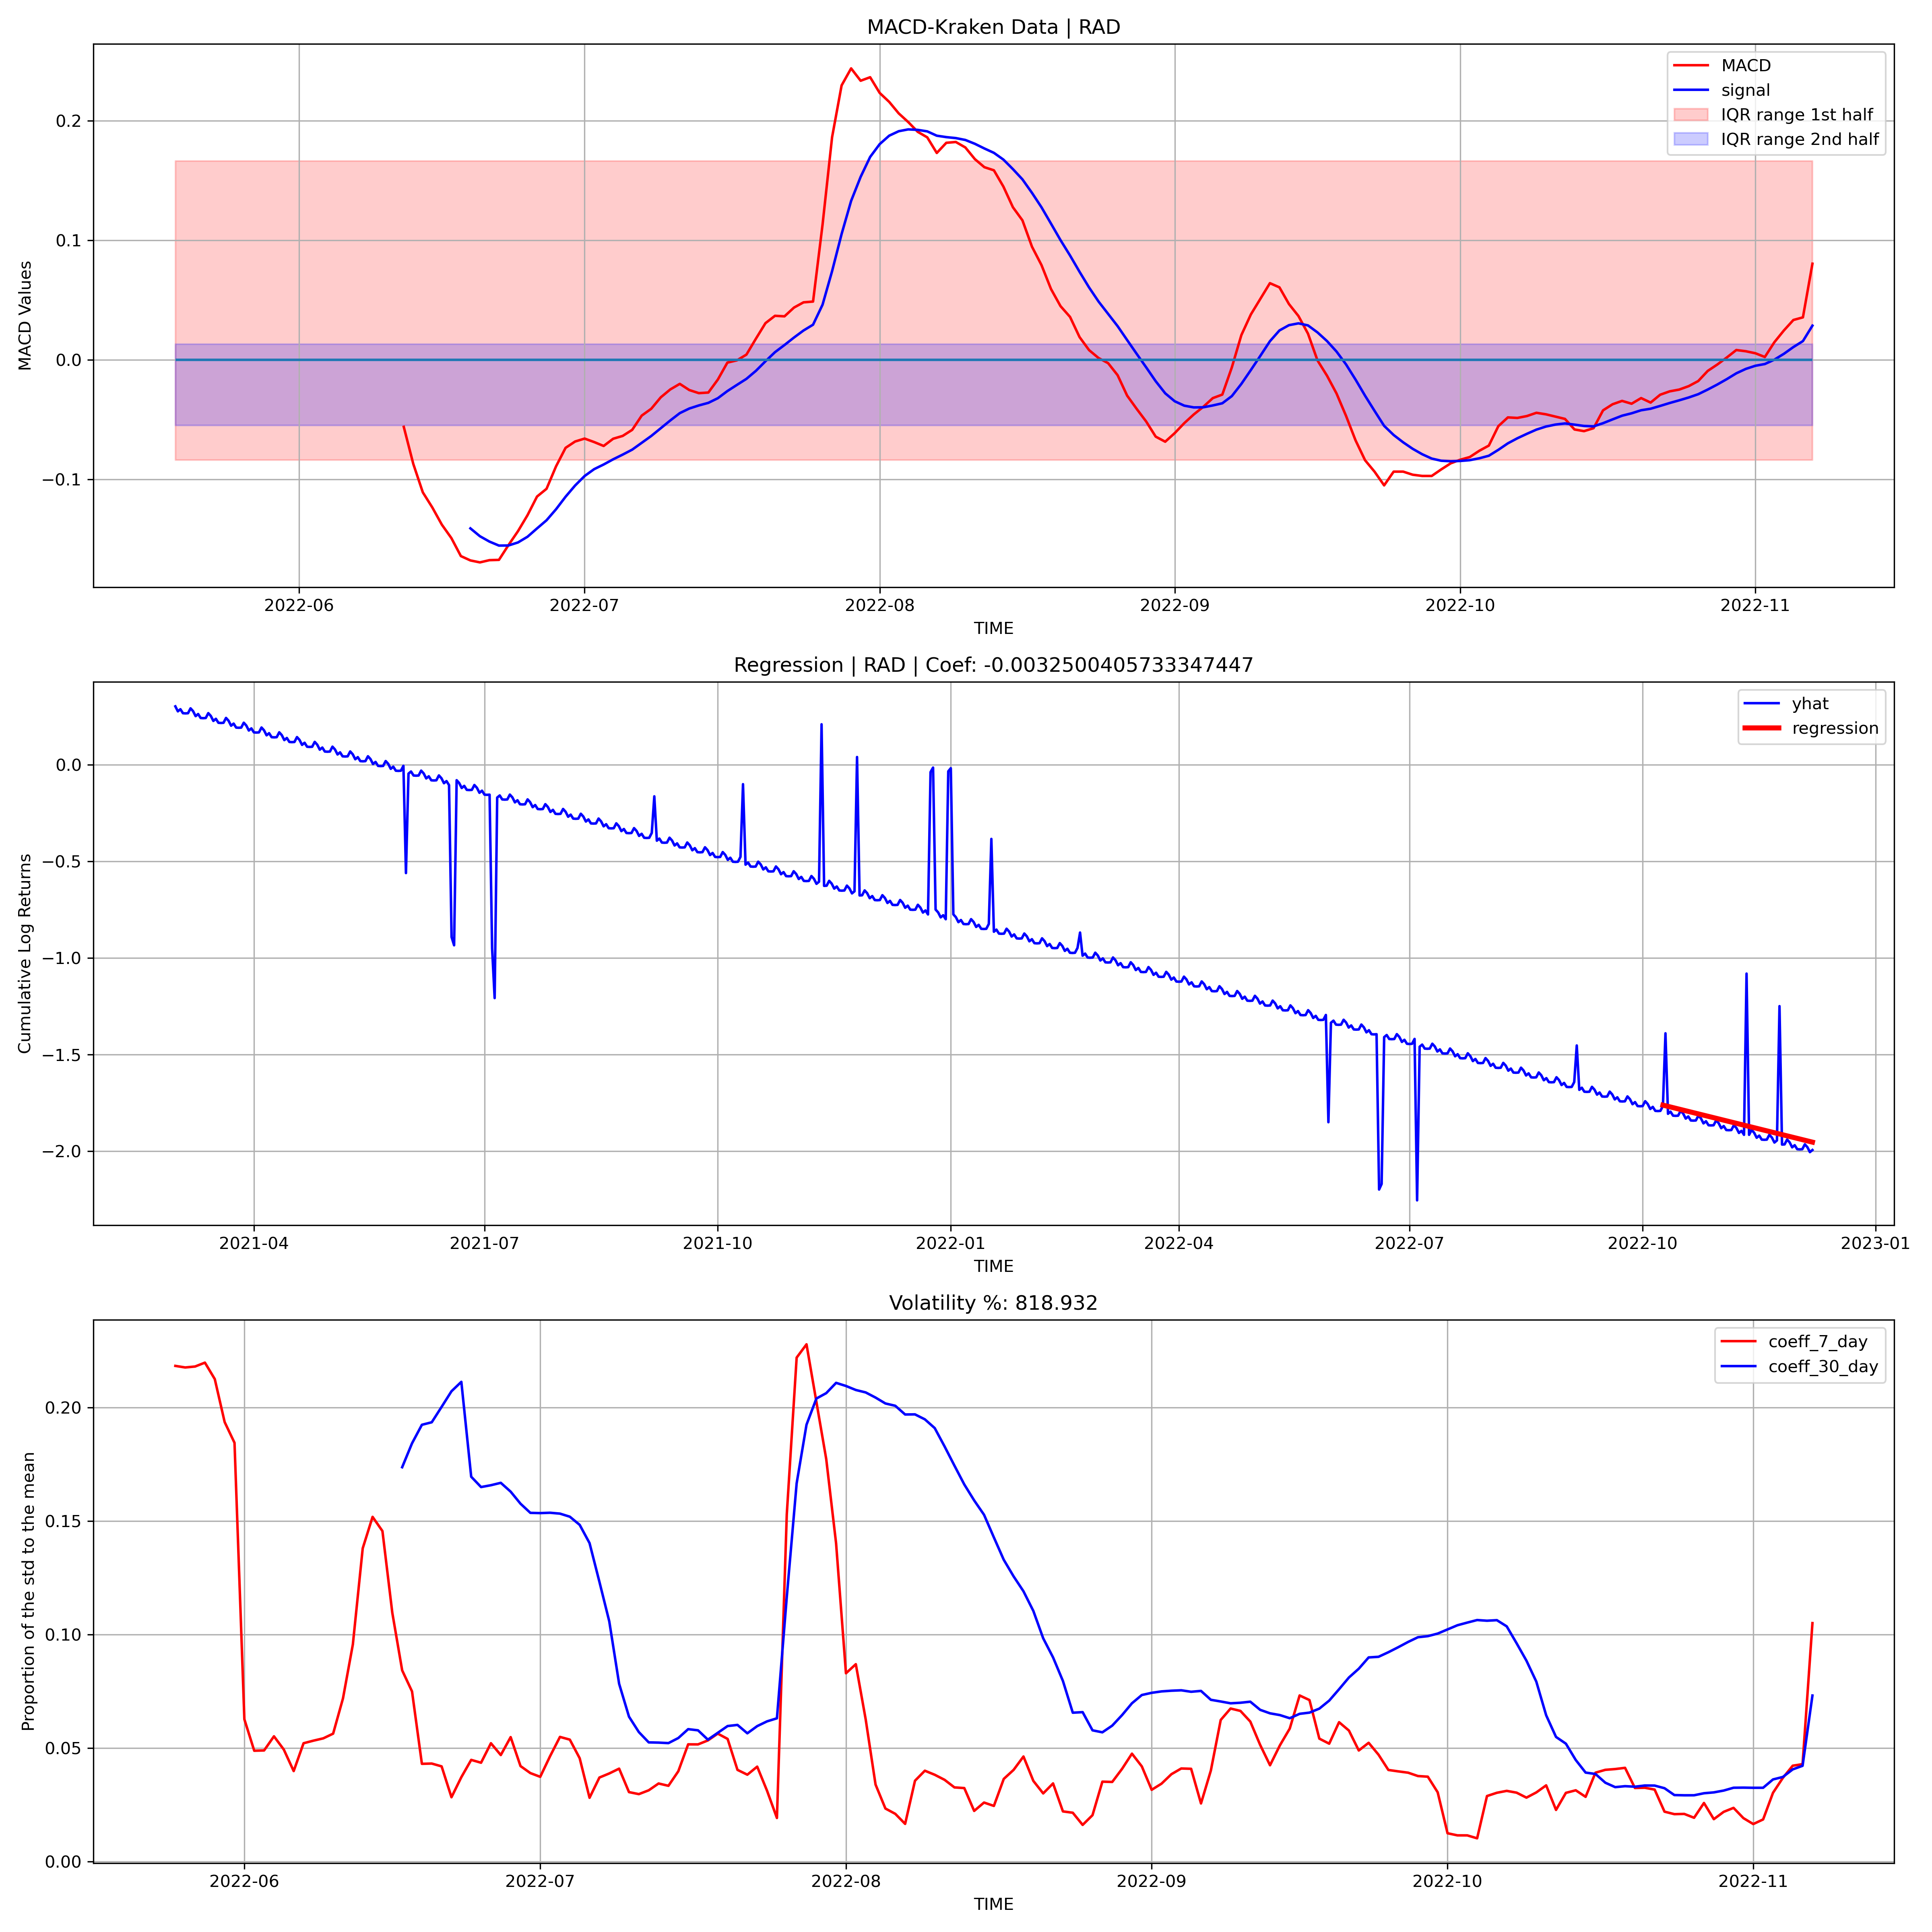 MACD-Kraken Data | RAD
MACD
signal
IQR range 1st half
IQR range 2nd half
MACD Values
0.2
0.1
0.0
−0.1
2022-06
2022-07
2022-08
2022-09
2022-10
2022-11
TIME
Regression | RAD | Coef: -0.0032500405733347447
yhat
regression
Cumulative Log Returns
0.0
−0.5
−1.0
−1.5
−2.0
2021-04
2021-07
2021-10
2022-01
2022-04
2022-07
2022-10
2023-01
TIME
Volatility %: 818.932
coeff_7_day
coeff_30_day
Proportion of the std to the mean
0.20
0.15
0.10
0.05
0.00
2022-06
2022-07
2022-08
2022-09
2022-10
2022-11
TIME